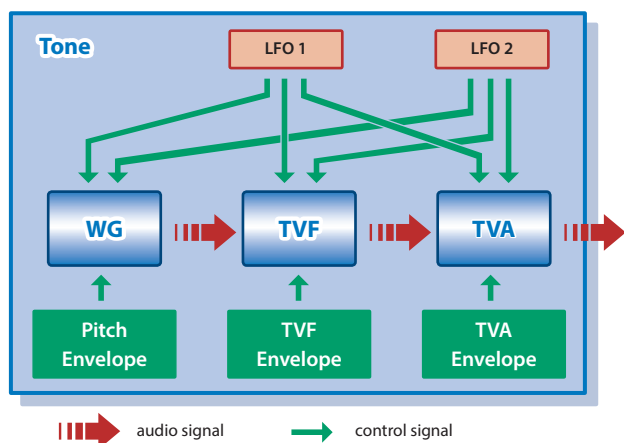 Tone
LFO 1
LFO 2
WG
TVF
TVA
Pitch
Envelope
TVF
Envelope
TVA
Envelope
audio signal
control signal